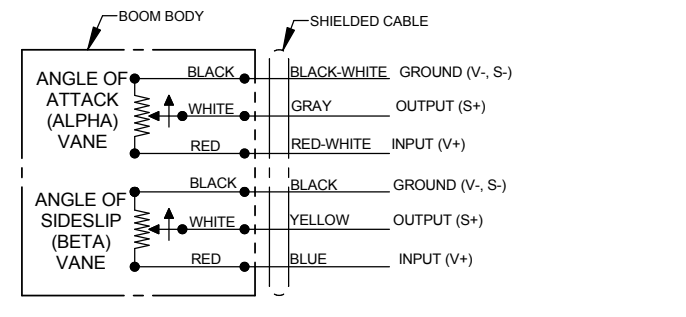 BOOM BODY
SHIELDED CABLE
ANGLE OF
ATTACK
(ALPHA)
VANE
BLACK BLACK-WHITE GROUND (V-, S-)
WHITE GRAY OUTPUT (S+)
RED RED-WHITE INPUT (V+)
ANGLE OF
SIDESLIP
(BETA)
VANE
BLACK BLACK GROUND (V-, S-)
WHITE YELLOW OUTPUT (S+)
RED BLUE INPUT (V+)